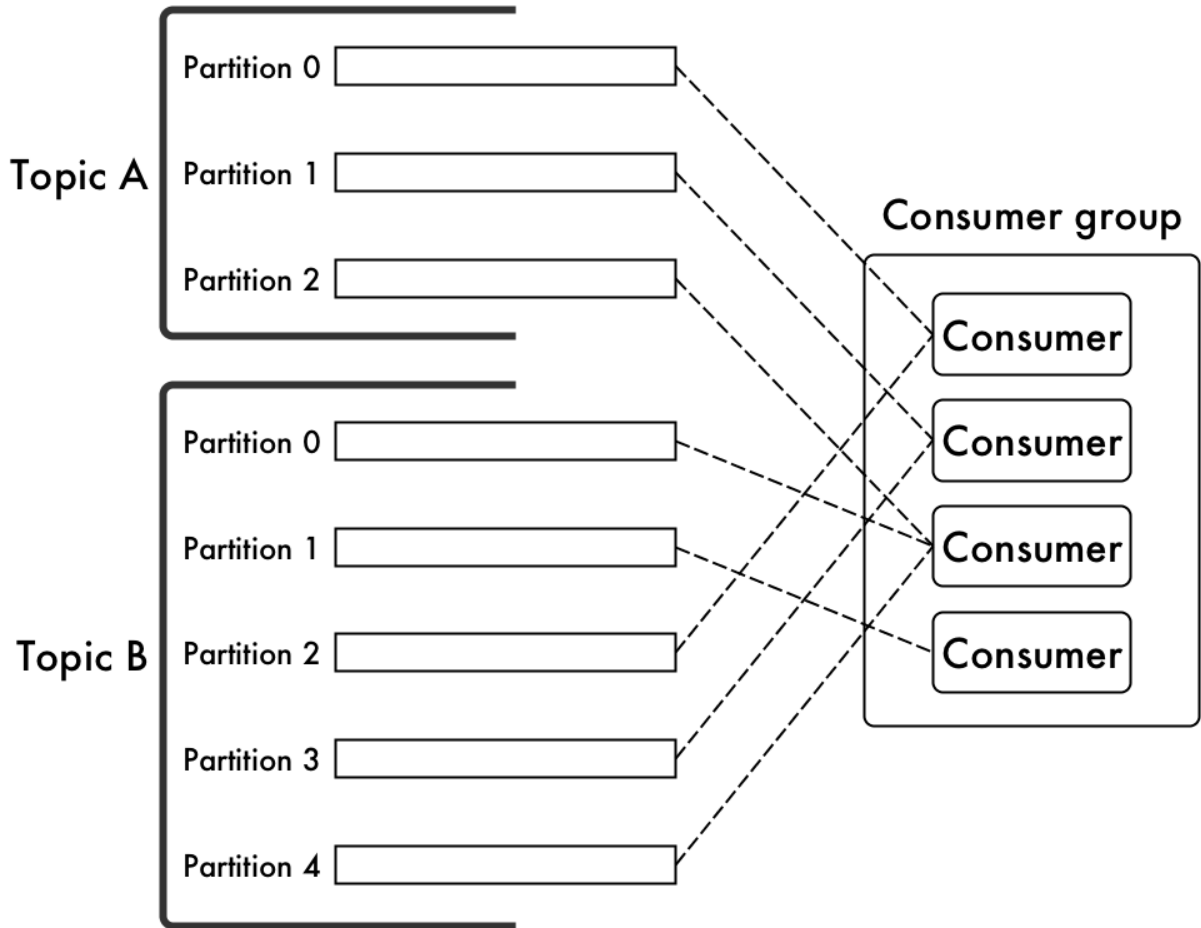 Topic A
Partition 0
Partition 1
Partition 2
Topic B
Partition 0
Partition 1
Partition 2
Partition 3
Partition 4
Consumer group
Consumer
Consumer
Consumer
Consumer